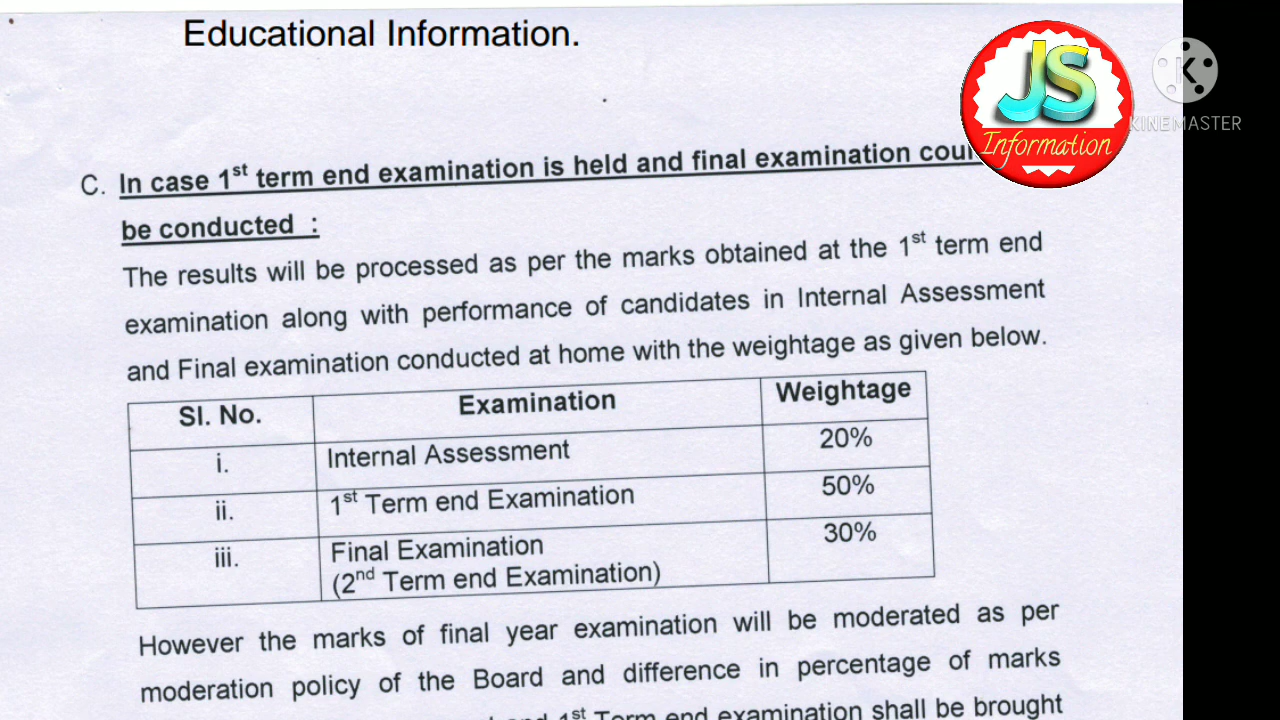 Educational Information.
JS
Information
K
KINEMASTER
C. In case 1st term end examination is held and final examination
be conducted :
The results will be processed as per the marks obtained at the 1st term end
examination along with performance of candidates in Internal Assessment
and Final examination conducted at home with the weightage as given below.
Sl. No. Examination Weightage
i. Internal Assessment 20%
ii. 1st Term end Examination 50%
iii. Final Examination 30%
(2nd Term end Examination)
However the marks of final year examination will be moderated as per
moderation policy of the Board and difference in percentage of marks
1st Term end examination shall be brought